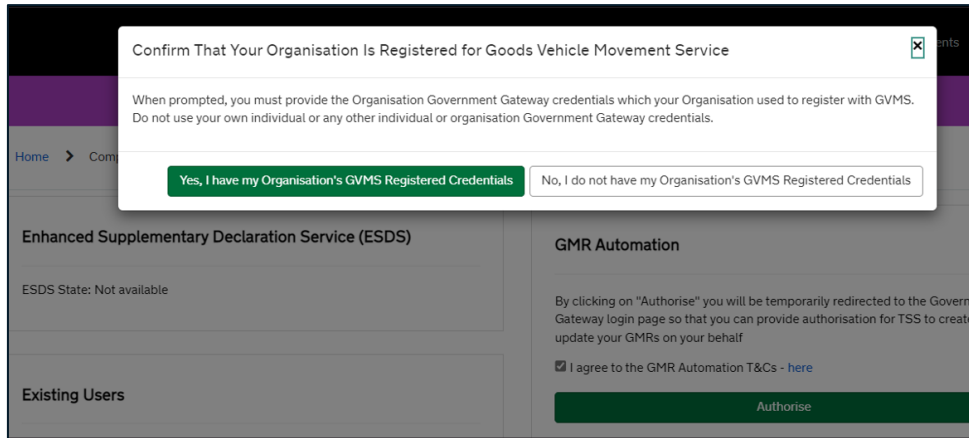 Confirm That Your Organisation Is Registered for Goods Vehicle Movement Service
×
When prompted, you must provide the Organisation Government Gateway credentials which your Organisation used to register with GVMS.
Do not use your own individual or any other individual or organisation Government Gateway credentials.
Yes, I have my Organisation's GVMS Registered Credentials
No, I do not have my Organisation's GVMS Registered Credentials
ents
Home > Comp
Enhanced Supplementary Declaration Service (ESDS)
ESDS State: Not available
Existing Users
GMR Automation
By clicking on "Authorise" you will be temporarily redirected to the Govern
Gateway login page so that you can provide authorisation for TSS to create
update your GMRs on your behalf
I agree to the GMR Automation T&Cs - here
Authorise